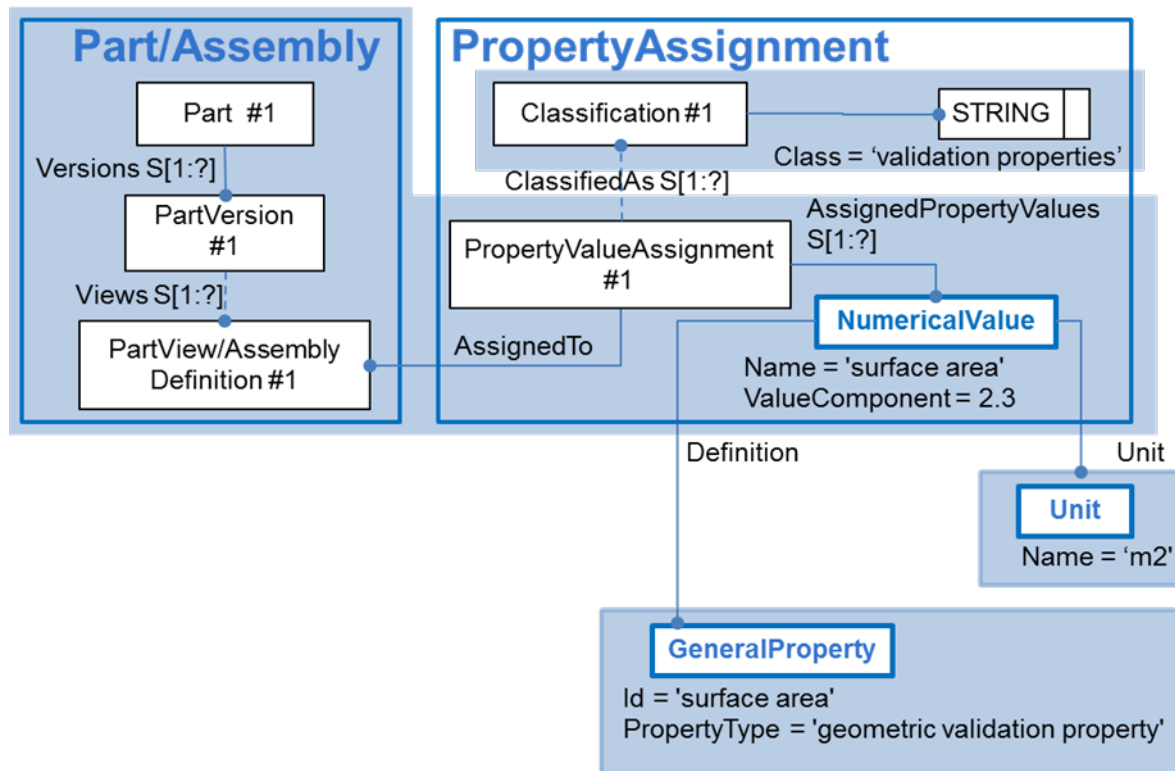 Part/Assembly
Part #1
Versions S[1:?]
PartVersion
#1
Views S[1:?]
PartView/Assembly
Definition #1
PropertyAssignment
Classification #1
STRING
Class = ‘validation properties’
ClassifiedAs S[1:?]
PropertyValueAssignment
#1
AssignedPropertyValues
S[1:?]
AssignedTo
NumericalValue
Name = 'surface area'
ValueComponent = 2.3
Definition
Unit
Unit
Name = ‘m2'
GeneralProperty
Id = 'surface area'
PropertyType = 'geometric validation property'